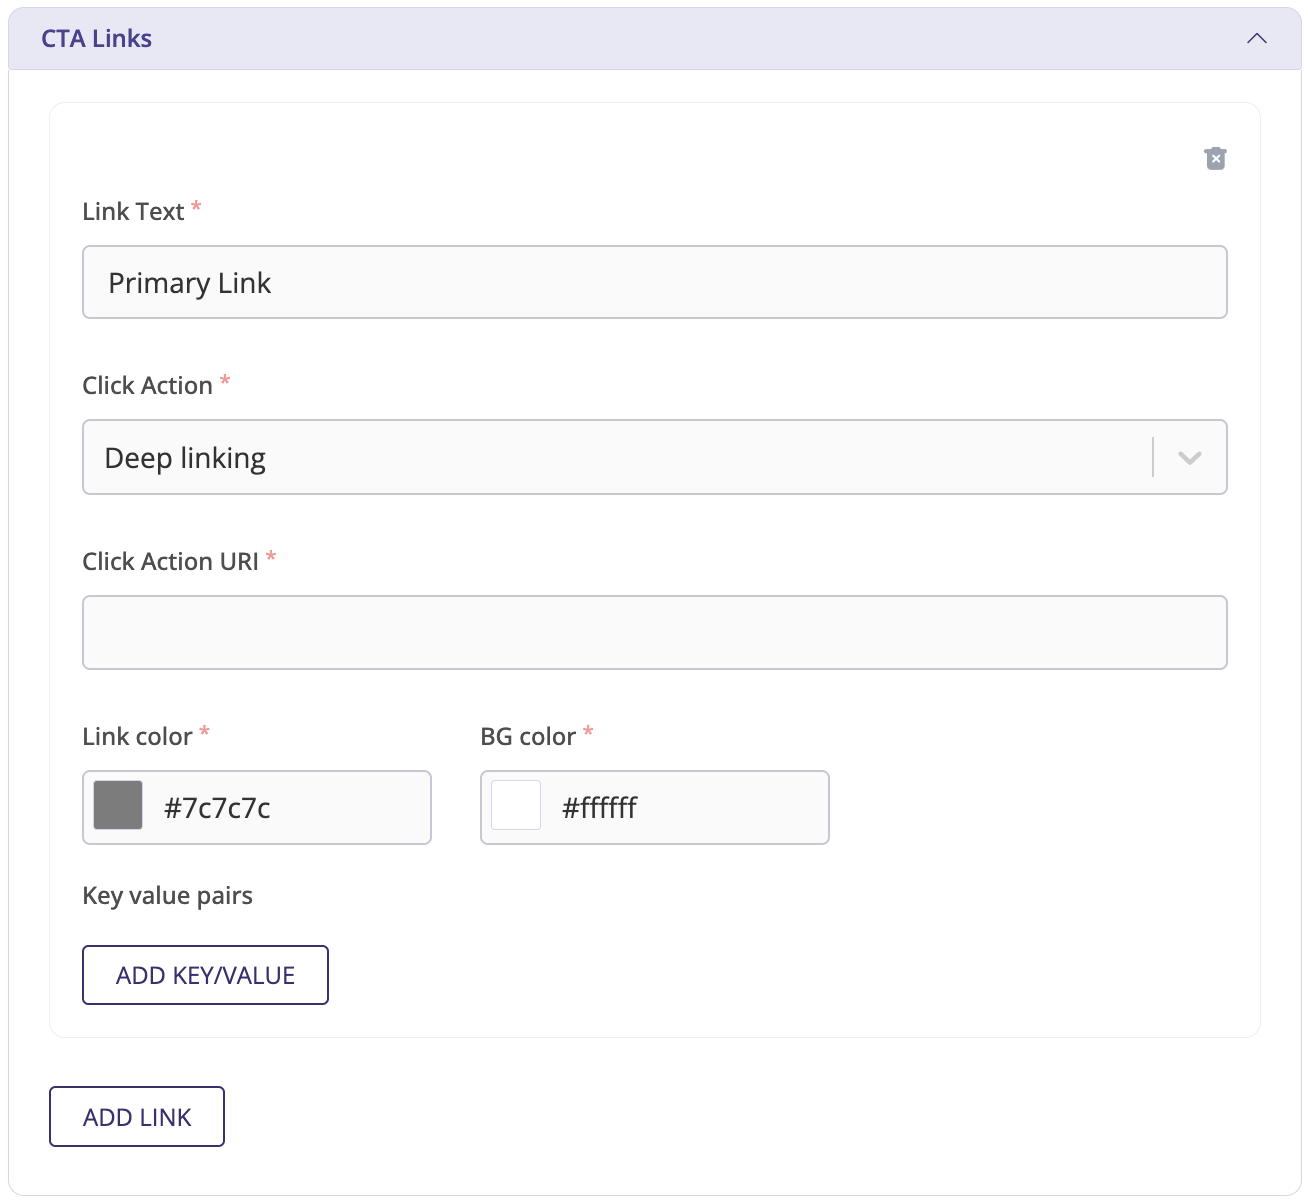 CTA Links
Link Text *
Primary Link
Click Action *
Deep linking
Click Action URI *
Link color * BG color *
#7c7c7c #ffffff
Key value pairs
ADD KEY/VALUE
ADD LINK